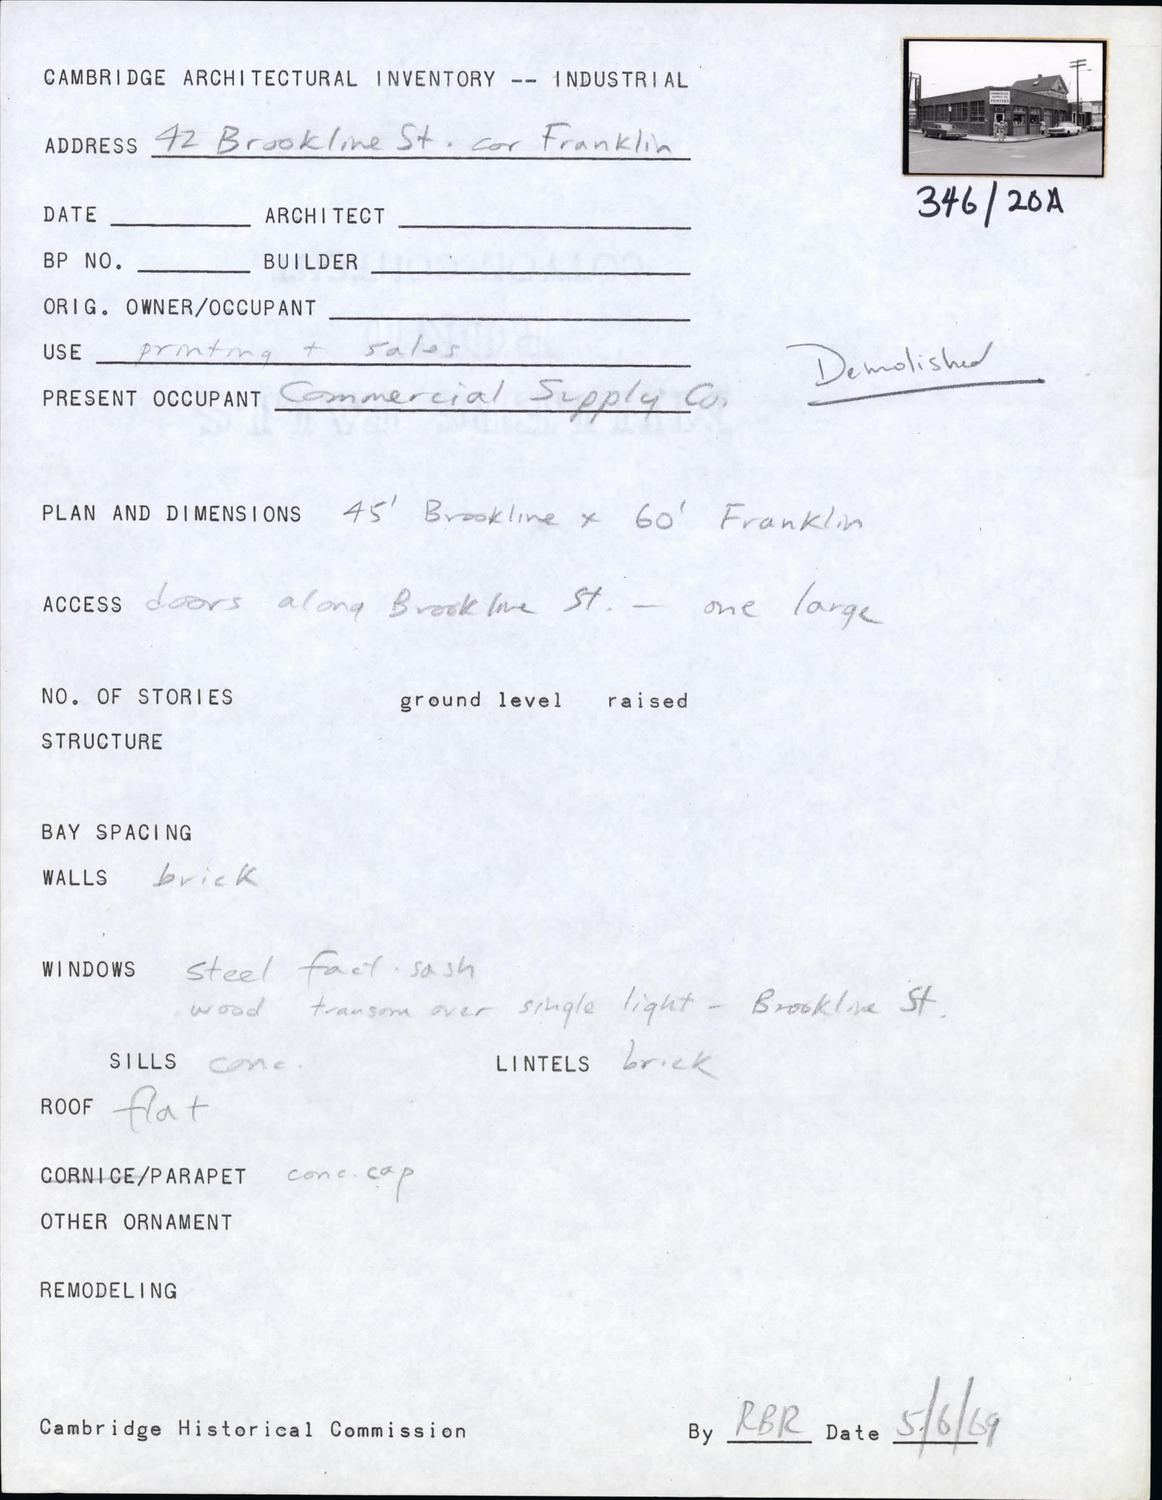 CAMBRIDGE ARCHITECTURAL INVENTORY -- INDUSTRIAL
ADDRESS 42 Brookline St. cor Franklin
346/20A
DATE ARCHITECT
BP NO. BUILDER
ORIG. OWNER/OCCUPANT
USE printing + sales
Demolished
PRESENT OCCUPANT Commercial Supply Co.
PLAN AND DIMENSIONS 45' Brookline x 60' Franklin
ACCESS doors along Brookline St. — one large
NO. OF STORIES ground level raised
STRUCTURE
BAY SPACING
WALLS brick
WINDOWS steel fact. sash
wood transom over single light - Brookline St.
SILLS conc. LINTELS brick
ROOF flat
CORNICE/PARAPET conc. cap
OTHER ORNAMENT
REMODELING
Cambridge Historical Commission By RBR Date 5/6/69